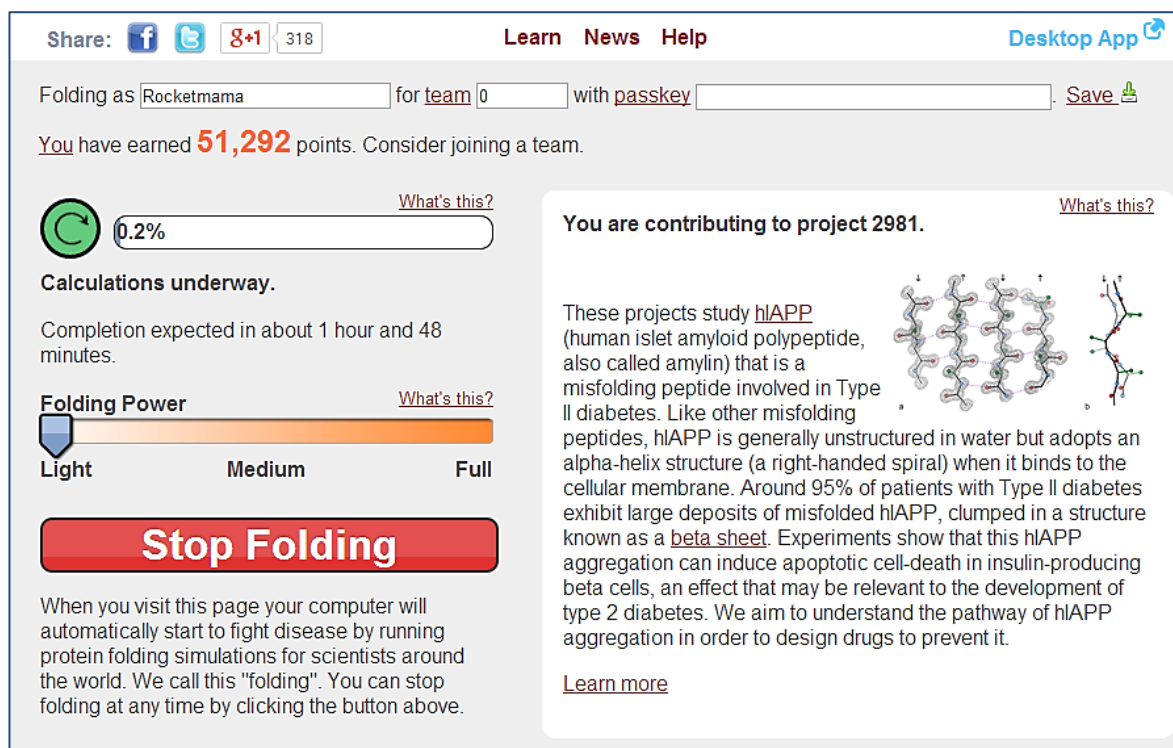 Share: f t g+1 318 Learn News Help Desktop App
Folding as Rocketmama for team 0 with passkey . Save
You have earned 51,292 points. Consider joining a team.
What's this?
0.2%
Calculations underway.
Completion expected in about 1 hour and 48
minutes.
Folding Power What's this?
Light Medium Full
Stop Folding
When you visit this page your computer will
automatically start to fight disease by running
protein folding simulations for scientists around
the world. We call this "folding". You can stop
folding at any time by clicking the button above.
What's this?
You are contributing to project 2981.
These projects study hIAPP
(human islet amyloid polypeptide,
also called amylin) that is a
misfolding peptide involved in Type
II diabetes. Like other misfolding
a b
peptides, hIAPP is generally unstructured in water but adopts an
alpha-helix structure (a right-handed spiral) when it binds to the
cellular membrane. Around 95% of patients with Type II diabetes
exhibit large deposits of misfolded hIAPP, clumped in a structure
known as a beta sheet. Experiments show that this hIAPP
aggregation can induce apoptotic cell-death in insulin-producing
beta cells, an effect that may be relevant to the development of
type 2 diabetes. We aim to understand the pathway of hIAPP
aggregation in order to design drugs to prevent it.
Learn more